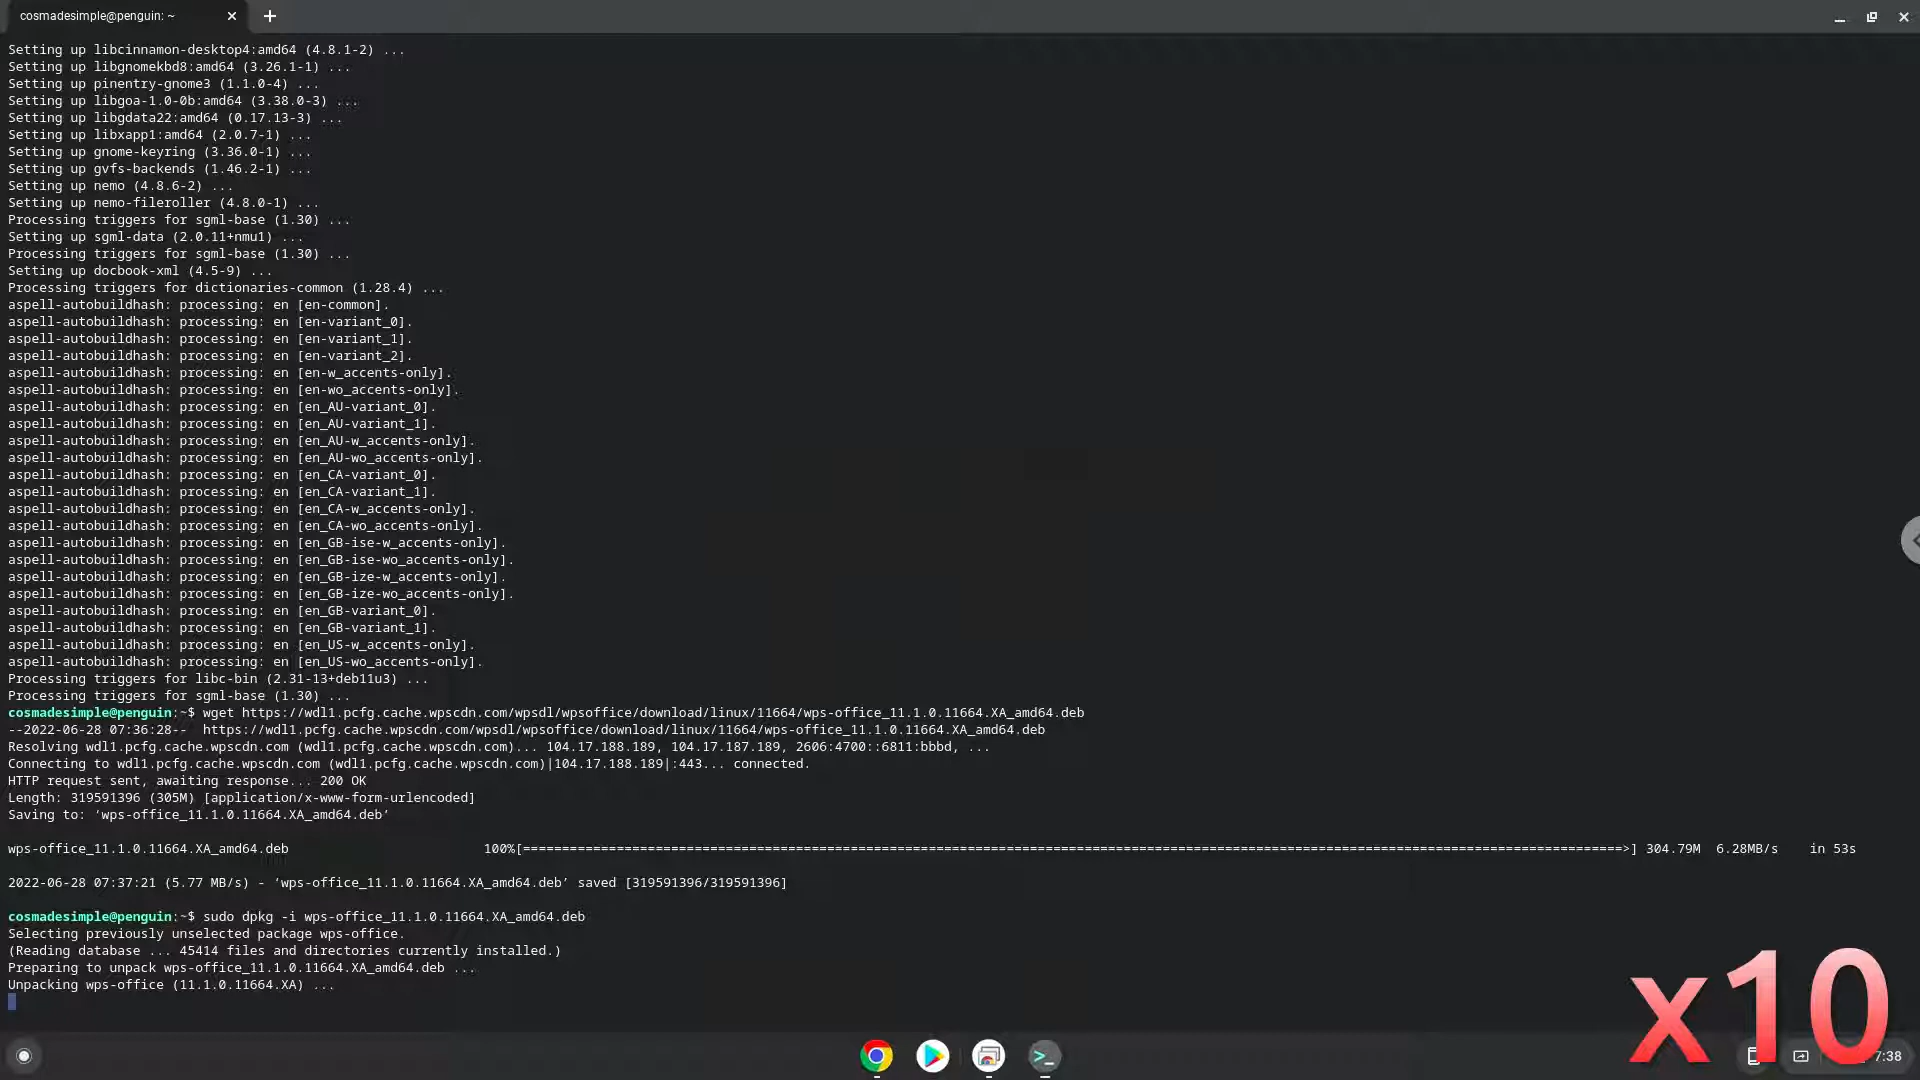 cosmadesimple@penguin: ~
Setting up libcinnamon-desktop4:amd64 (4.8.1-2) ...
Setting up libgnomekbd8:amd64 (3.26.1-1) ...
Setting up pinentry-gnome3 (1.1.0-4) ...
Setting up libgoa-1.0-0b:amd64 (3.38.0-3) ...
Setting up libgdata22:amd64 (0.17.13-3) ...
Setting up libxapp1:amd64 (2.0.7-1) ...
Setting up gnome-keyring (3.36.0-1) ...
Setting up gvfs-backends (1.46.2-1) ...
Setting up nemo (4.8.6-2) ...
Setting up nemo-fileroller (4.8.0-1) ...
Processing triggers for sgml-base (1.30) ...
Setting up sgml-data (2.0.11+nmu1) ...
Processing triggers for sgml-base (1.30) ...
Setting up docbook-xml (4.5-9) ...
Processing triggers for dictionaries-common (1.28.4) ...
aspell-autobuildhash: processing: en [en-common].
aspell-autobuildhash: processing: en [en-variant_0].
aspell-autobuildhash: processing: en [en-variant_1].
aspell-autobuildhash: processing: en [en-variant_2].
aspell-autobuildhash: processing: en [en-w_accents-only].
aspell-autobuildhash: processing: en [en-wo_accents-only].
aspell-autobuildhash: processing: en [en_AU-variant_0].
aspell-autobuildhash: processing: en [en_AU-variant_1].
aspell-autobuildhash: processing: en [en_AU-w_accents-only].
aspell-autobuildhash: processing: en [en_AU-wo_accents-only].
aspell-autobuildhash: processing: en [en_CA-variant_0].
aspell-autobuildhash: processing: en [en_CA-variant_1].
aspell-autobuildhash: processing: en [en_CA-w_accents-only].
aspell-autobuildhash: processing: en [en_CA-wo_accents-only].
aspell-autobuildhash: processing: en [en_GB-ise-w_accents-only].
aspell-autobuildhash: processing: en [en_GB-ise-wo_accents-only].
aspell-autobuildhash: processing: en [en_GB-ize-w_accents-only].
aspell-autobuildhash: processing: en [en_GB-ize-wo_accents-only].
aspell-autobuildhash: processing: en [en_GB-variant_0].
aspell-autobuildhash: processing: en [en_GB-variant_1].
aspell-autobuildhash: processing: en [en_US-w_accents-only].
aspell-autobuildhash: processing: en [en_US-wo_accents-only].
Processing triggers for libc-bin (2.31-13+deb11u3) ...
Processing triggers for sgml-base (1.30) ...
cosmadesimple@penguin:~$ wget https://wdl1.pcfg.cache.wpscdn.com/wpsdl/wpsoffice/download/linux/11664/wps-office_11.1.0.11664.XA_amd64.deb
--2022-06-28 07:36:28--  https://wdl1.pcfg.cache.wpscdn.com/wpsdl/wpsoffice/download/linux/11664/wps-office_11.1.0.11664.XA_amd64.deb
Resolving wdl1.pcfg.cache.wpscdn.com (wdl1.pcfg.cache.wpscdn.com)... 104.17.188.189, 104.17.187.189, 2606:4700::6811:bbbd, ...
Connecting to wdl1.pcfg.cache.wpscdn.com (wdl1.pcfg.cache.wpscdn.com)|104.17.188.189|:443... connected.
HTTP request sent, awaiting response... 200 OK
Length: 319591396 (305M) [application/x-www-form-urlencoded]
Saving to: ‘wps-office_11.1.0.11664.XA_amd64.deb’
wps-office_11.1.0.11664.XA_amd64.deb 100%[=============================================>] 304.79M 6.28MB/s in 53s
2022-06-28 07:37:21 (5.77 MB/s) - ‘wps-office_11.1.0.11664.XA_amd64.deb’ saved [319591396/319591396]
cosmadesimple@penguin:~$ sudo dpkg -i wps-office_11.1.0.11664.XA_amd64.deb
Selecting previously unselected package wps-office.
(Reading database ... 45414 files and directories currently installed.)
Preparing to unpack wps-office_11.1.0.11664.XA_amd64.deb ...
Unpacking wps-office (11.1.0.11664.XA) ...
x10
7:38